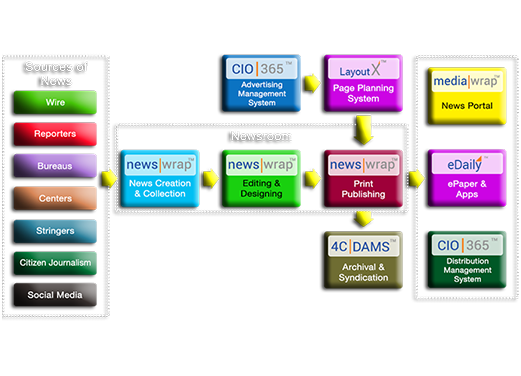 Sources of
News
Wire
Reporters
Bureaus
Centers
Stringers
Citizen Journalism
Social Media
CIO|365™
Advertising
Management
System
LayoutX™
Page Planning
System
Newsroom
news|wrap™
News Creation
& Collection
news|wrap™
Editing &
Designing
news|wrap™
Print
Publishing
4C|DAMS™
Archival &
Syndication
media|wrap™
News Portal
eDaily™
ePaper &
Apps
CIO|365™
Distribution
Management
System